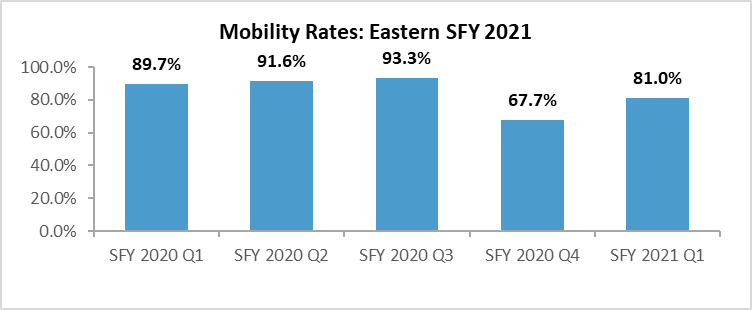 Mobility Rates: Eastern SFY 2021
89.7%
91.6%
93.3%
67.7%
81.0%
100.0%
80.0%
60.0%
40.0%
20.0%
0.0%
SFY 2020 Q1
SFY 2020 Q2
SFY 2020 Q3
SFY 2020 Q4
SFY 2021 Q1